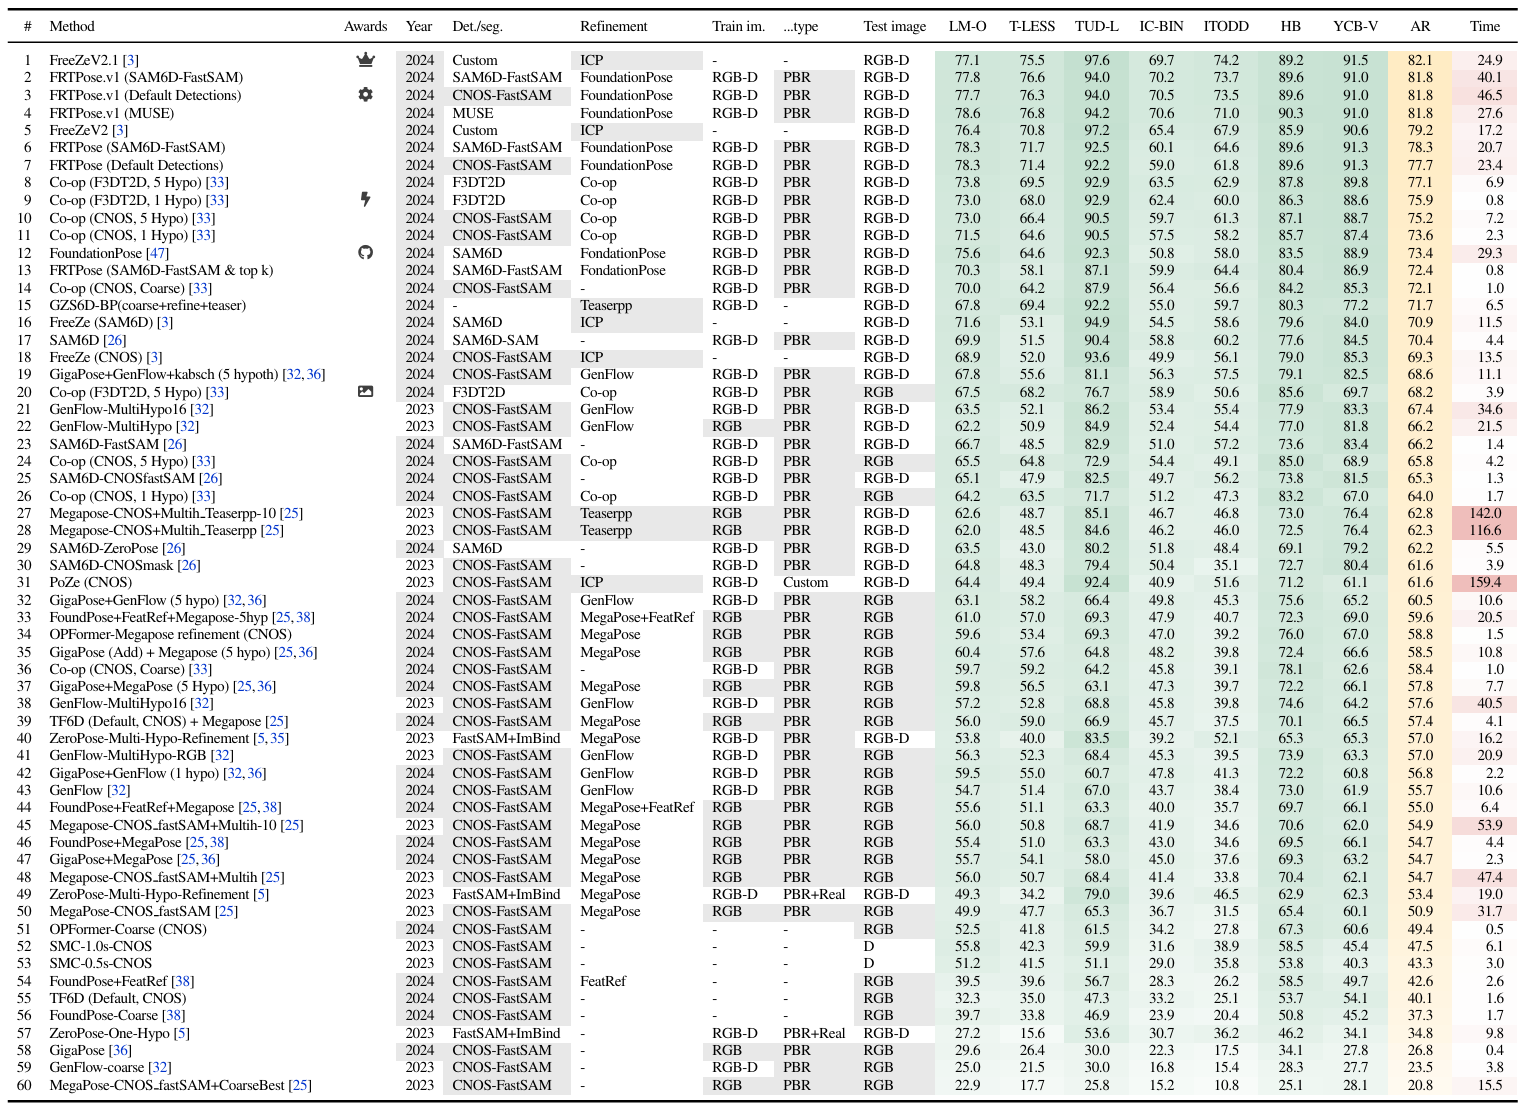 # Method Awards Year Det./seg. Refinement Train im. ...type Test image LM-O T-LESS TUD-L IC-BIN ITODD HB YCB-V AR Time
1 FreeZeV2.1 [3] 2024 Custom ICP - - RGB-D 77.1 75.5 97.6 69.7 74.2 89.2 91.5 82.1 24.9
2 FRTPose.v1 (SAM6D-FastSAM) 2024 SAM6D-FastSAM FoundationPose RGB-D PBR RGB-D 77.8 76.6 94.0 70.2 73.7 89.6 91.0 81.8 40.1
3 FRTPose.v1 (Default Detections) 2024 CNOS-FastSAM FoundationPose RGB-D PBR RGB-D 77.7 76.3 94.0 70.5 73.5 89.6 91.0 81.8 46.5
4 FRTPose.v1 (MUSE) 2024 MUSE FoundationPose RGB-D PBR RGB-D 78.6 76.8 94.2 70.6 71.0 90.3 91.0 81.8 27.6
5 FreeZeV2 [3] 2024 Custom ICP - - RGB-D 76.4 70.8 97.2 65.4 67.9 85.9 90.6 79.2 17.2
6 FRTPose (SAM6D-FastSAM) 2024 SAM6D-FastSAM FoundationPose RGB-D PBR RGB-D 78.3 71.7 92.5 60.1 64.6 89.6 91.3 78.3 20.7
7 FRTPose (Default Detections) 2024 CNOS-FastSAM FoundationPose RGB-D PBR RGB-D 78.3 71.4 92.2 59.0 61.8 89.6 91.3 77.7 23.4
8 Co-op (F3DT2D, 5 Hypo) [33] 2024 F3DT2D Co-op RGB-D PBR RGB-D 73.8 69.5 92.9 63.5 62.9 87.8 89.8 77.1 6.9
9 Co-op (F3DT2D, 1 Hypo) [33] 2024 F3DT2D Co-op RGB-D PBR RGB-D 73.0 68.0 92.9 62.4 60.0 86.3 88.6 75.9 0.8
10 Co-op (CNOS, 5 Hypo) [33] 2024 CNOS-FastSAM Co-op RGB-D PBR RGB-D 73.0 66.4 90.5 59.7 61.3 87.1 88.7 75.2 7.2
11 Co-op (CNOS, 1 Hypo) [33] 2024 CNOS-FastSAM Co-op RGB-D PBR RGB-D 71.5 64.6 90.5 57.5 58.2 85.7 87.4 73.6 2.3
12 FoundationPose [47] 2024 SAM6D FondationPose RGB-D PBR RGB-D 75.6 64.6 92.3 50.8 58.0 83.5 88.9 73.4 29.3
13 FRTPose (SAM6D-FastSAM & top k) 2024 SAM6D-FastSAM FondationPose RGB-D PBR RGB-D 70.3 58.1 87.1 59.9 64.4 80.4 86.9 72.4 0.8
14 Co-op (CNOS, Coarse) [33] 2024 CNOS-FastSAM - RGB-D PBR RGB-D 70.0 64.2 87.9 56.4 56.6 84.2 85.3 72.1 1.0
15 GZS6D-BP(coarse+refine+teaser) 2024 - Teaserpp RGB-D - RGB-D 67.8 69.4 92.2 55.0 59.7 80.3 77.2 71.7 6.5
16 FreeZe (SAM6D) [3] 2024 SAM6D ICP - - RGB-D 71.6 53.1 94.9 54.5 58.6 79.6 84.0 70.9 11.5
17 SAM6D [26] 2024 SAM6D-SAM - RGB-D PBR RGB-D 69.9 51.5 90.4 58.8 60.2 77.6 84.5 70.4 4.4
18 FreeZe (CNOS) [3] 2024 CNOS-FastSAM ICP - - RGB-D 68.9 52.0 93.6 49.9 56.1 79.0 85.3 69.3 13.5
19 GigaPose+GenFlow+kabsch (5 hypoth) [32,36] 2024 CNOS-FastSAM GenFlow RGB-D PBR RGB-D 67.8 55.6 81.1 56.3 57.5 79.1 82.5 68.6 11.1
20 Co-op (F3DT2D, 5 Hypo) [33] 2024 F3DT2D Co-op RGB-D PBR RGB 67.5 68.2 76.7 58.9 50.6 85.6 69.7 68.2 3.9
21 GenFlow-MultiHypo16 [32] 2023 CNOS-FastSAM GenFlow RGB-D PBR RGB-D 63.5 52.1 86.2 53.4 55.4 77.9 83.3 67.4 34.6
22 GenFlow-MultiHypo [32] 2023 CNOS-FastSAM GenFlow RGB PBR RGB-D 62.2 50.9 84.9 52.4 54.4 77.0 81.8 66.2 21.5
23 SAM6D-FastSAM [26] 2024 SAM6D-FastSAM - RGB-D PBR RGB-D 66.7 48.5 82.9 51.0 57.2 73.6 83.4 66.2 1.4
24 Co-op (CNOS, 5 Hypo) [33] 2024 CNOS-FastSAM Co-op RGB-D PBR RGB 65.5 64.8 72.9 54.4 49.1 85.0 68.9 65.8 4.2
25 SAM6D-CNOSfastSAM [26] 2024 CNOS-FastSAM - RGB-D PBR RGB-D 65.1 47.9 82.5 49.7 56.2 73.8 81.5 65.3 1.3
26 Co-op (CNOS, 1 Hypo) [33] 2024 CNOS-FastSAM Co-op RGB-D PBR RGB 64.2 63.5 71.7 51.2 47.3 83.2 67.0 64.0 1.7
27 Megapose-CNOS+Multih_Teaserpp-10 [25] 2023 CNOS-FastSAM Teaserpp RGB PBR RGB-D 62.6 48.7 85.1 46.7 46.8 73.0 76.4 62.8 142.0
28 Megapose-CNOS+Multih_Teaserpp [25] 2023 CNOS-FastSAM Teaserpp RGB PBR RGB-D 62.0 48.5 84.6 46.2 46.0 72.5 76.4 62.3 116.6
29 SAM6D-ZeroPose [26] 2024 SAM6D - RGB-D PBR RGB-D 63.5 43.0 80.2 51.8 48.4 69.1 79.2 62.2 5.5
30 SAM6D-CNOSmask [26] 2023 CNOS-FastSAM - RGB-D PBR RGB-D 64.8 48.3 79.4 50.4 35.1 72.7 80.4 61.6 3.9
31 PoZe (CNOS) 2023 CNOS-FastSAM ICP RGB-D Custom RGB-D 64.4 49.4 92.4 40.9 51.6 71.2 61.1 61.6 159.4
32 GigaPose+GenFlow (5 hypo) [32,36] 2024 CNOS-FastSAM GenFlow RGB-D PBR RGB 63.1 58.2 66.4 49.8 45.3 75.6 65.2 60.5 10.6
33 FoundPose+FeatRef+Megapose-5hyp [25,38] 2024 CNOS-FastSAM MegaPose+FeatRef RGB PBR RGB 61.0 57.0 69.3 47.9 40.7 72.3 69.0 59.6 20.5
34 OPFormer-Megapose refinement (CNOS) 2024 CNOS-FastSAM MegaPose RGB PBR RGB 59.6 53.4 69.3 47.0 39.2 76.0 67.0 58.8 1.5
35 GigaPose (Add) + Megapose (5 hypo) [25,36] 2024 CNOS-FastSAM MegaPose RGB PBR RGB 60.4 57.6 64.8 48.2 39.8 72.4 66.6 58.5 10.8
36 Co-op (CNOS, Coarse) [33] 2024 CNOS-FastSAM - RGB-D PBR RGB 59.7 59.2 64.2 45.8 39.1 78.1 62.6 58.4 1.0
37 GigaPose+MegaPose (5 Hypo) [25,36] 2024 CNOS-FastSAM MegaPose RGB PBR RGB 59.8 56.5 63.1 47.3 39.7 72.2 66.1 57.8 7.7
38 GenFlow-MultiHypo16 [32] 2023 CNOS-FastSAM GenFlow RGB-D PBR RGB 57.2 52.8 68.8 45.8 39.8 74.6 64.2 57.6 40.5
39 TF6D (Default, CNOS) + Megapose [25] 2024 CNOS-FastSAM MegaPose RGB PBR RGB 56.0 59.0 66.9 45.7 37.5 70.1 66.5 57.4 4.1
40 ZeroPose-Multi-Hypo-Refinement [5,35] 2023 FastSAM+ImBind MegaPose RGB-D PBR RGB-D 53.8 40.0 83.5 39.2 52.1 65.3 65.3 57.0 16.2
41 GenFlow-MultiHypo-RGB [32] 2023 CNOS-FastSAM GenFlow RGB-D PBR RGB 56.3 52.3 68.4 45.3 39.5 73.9 63.3 57.0 20.9
42 GigaPose+GenFlow (1 hypo) [32,36] 2024 CNOS-FastSAM GenFlow RGB-D PBR RGB 59.5 55.0 60.7 47.8 41.3 72.2 60.8 56.8 2.2
43 GenFlow [32] 2023 CNOS-FastSAM GenFlow RGB-D PBR RGB 54.7 51.4 67.0 43.7 38.4 73.0 61.9 55.7 10.6
44 FoundPose+FeatRef+Megapose [25,38] 2024 CNOS-FastSAM MegaPose+FeatRef RGB PBR RGB 55.6 51.1 63.3 40.0 35.7 69.7 66.1 55.0 6.4
45 Megapose-CNOS_fastSAM+Multih-10 [25] 2023 CNOS-FastSAM MegaPose RGB PBR RGB 56.0 50.8 68.7 41.9 34.6 70.6 62.0 54.9 53.9
46 FoundPose+MegaPose [25,38] 2024 CNOS-FastSAM MegaPose RGB PBR RGB 55.4 51.0 63.3 43.0 34.6 69.5 66.1 54.7 4.4
47 GigaPose+MegaPose [25,36] 2024 CNOS-FastSAM MegaPose RGB PBR RGB 55.7 54.1 58.0 45.0 37.6 69.3 63.2 54.7 2.3
48 Megapose-CNOS_fastSAM+Multih [25] 2023 CNOS-FastSAM MegaPose RGB PBR RGB 56.0 50.7 68.4 41.4 33.8 70.4 62.1 54.7 47.4
49 ZeroPose-Multi-Hypo-Refinement [5] 2023 FastSAM+ImBind MegaPose RGB-D PBR+Real RGB-D 49.3 34.2 79.0 39.6 46.5 62.9 62.3 53.4 19.0
50 MegaPose-CNOS_fastSAM [25] 2023 CNOS-FastSAM MegaPose RGB PBR RGB 49.9 47.7 65.3 36.7 31.5 65.4 60.1 50.9 31.7
51 OPFormer-Coarse (CNOS) 2024 CNOS-FastSAM - - - RGB 52.5 41.8 61.5 34.2 27.8 67.3 60.6 49.4 0.5
52 SMC-1.0s-CNOS 2023 CNOS-FastSAM - - - D 55.8 42.3 59.9 31.6 38.9 58.5 45.4 47.5 6.1
53 SMC-0.5s-CNOS 2023 CNOS-FastSAM - - - D 51.2 41.5 51.1 29.0 35.8 53.8 40.3 43.3 3.0
54 FoundPose+FeatRef [38] 2024 CNOS-FastSAM FeatRef - - RGB 39.5 39.6 56.7 28.3 26.2 58.5 49.7 42.6 2.6
55 TF6D (Default, CNOS) 2024 CNOS-FastSAM - - - RGB 32.3 35.0 47.3 33.2 25.1 53.7 54.1 40.1 1.6
56 FoundPose-Coarse [38] 2024 CNOS-FastSAM - - - RGB 39.7 33.8 46.9 23.9 20.4 50.8 45.2 37.3 1.7
57 ZeroPose-One-Hypo [5] 2023 FastSAM+ImBind - RGB-D PBR+Real RGB-D 27.2 15.6 53.6 30.7 36.2 46.2 34.1 34.8 9.8
58 GigaPose [36] 2024 CNOS-FastSAM - RGB PBR RGB 29.6 26.4 30.0 22.3 17.5 34.1 27.8 26.8 0.4
59 GenFlow-coarse [32] 2023 CNOS-FastSAM - RGB-D PBR RGB 25.0 21.5 30.0 16.8 15.4 28.3 27.7 23.5 3.8
60 MegaPose-CNOS_fastSAM+CoarseBest [25] 2023 CNOS-FastSAM - RGB PBR RGB 22.9 17.7 25.8 15.2 10.8 25.1 28.1 20.8 15.5